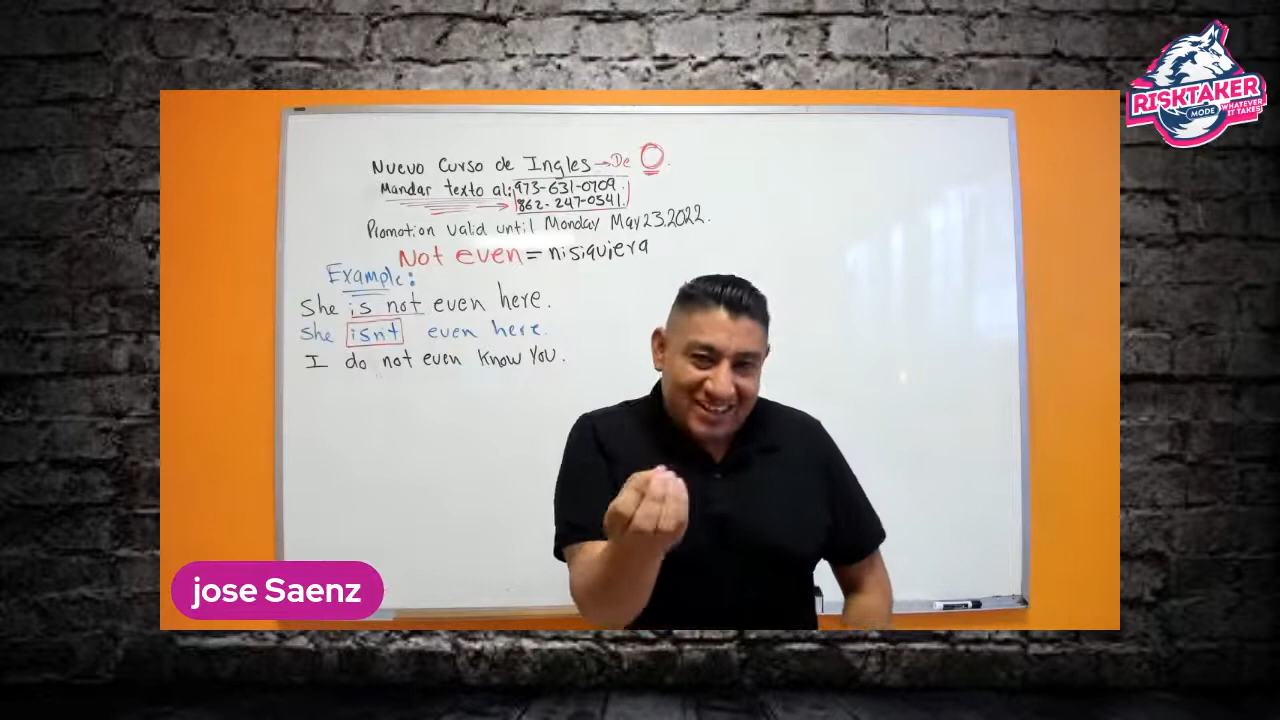 RISKTAKER
MODE
WHATEVER
IT TAKES
Nuevo Curso de Ingles → De 0.
Mandar texto al: 973-631-0709.
→ 862-247-0541.
Promotion valid until Monday May 23, 2022.
Not even = nisiquiera
Example:
She is not even here.
She isn't even here.
I do not even know you.
jose Saenz